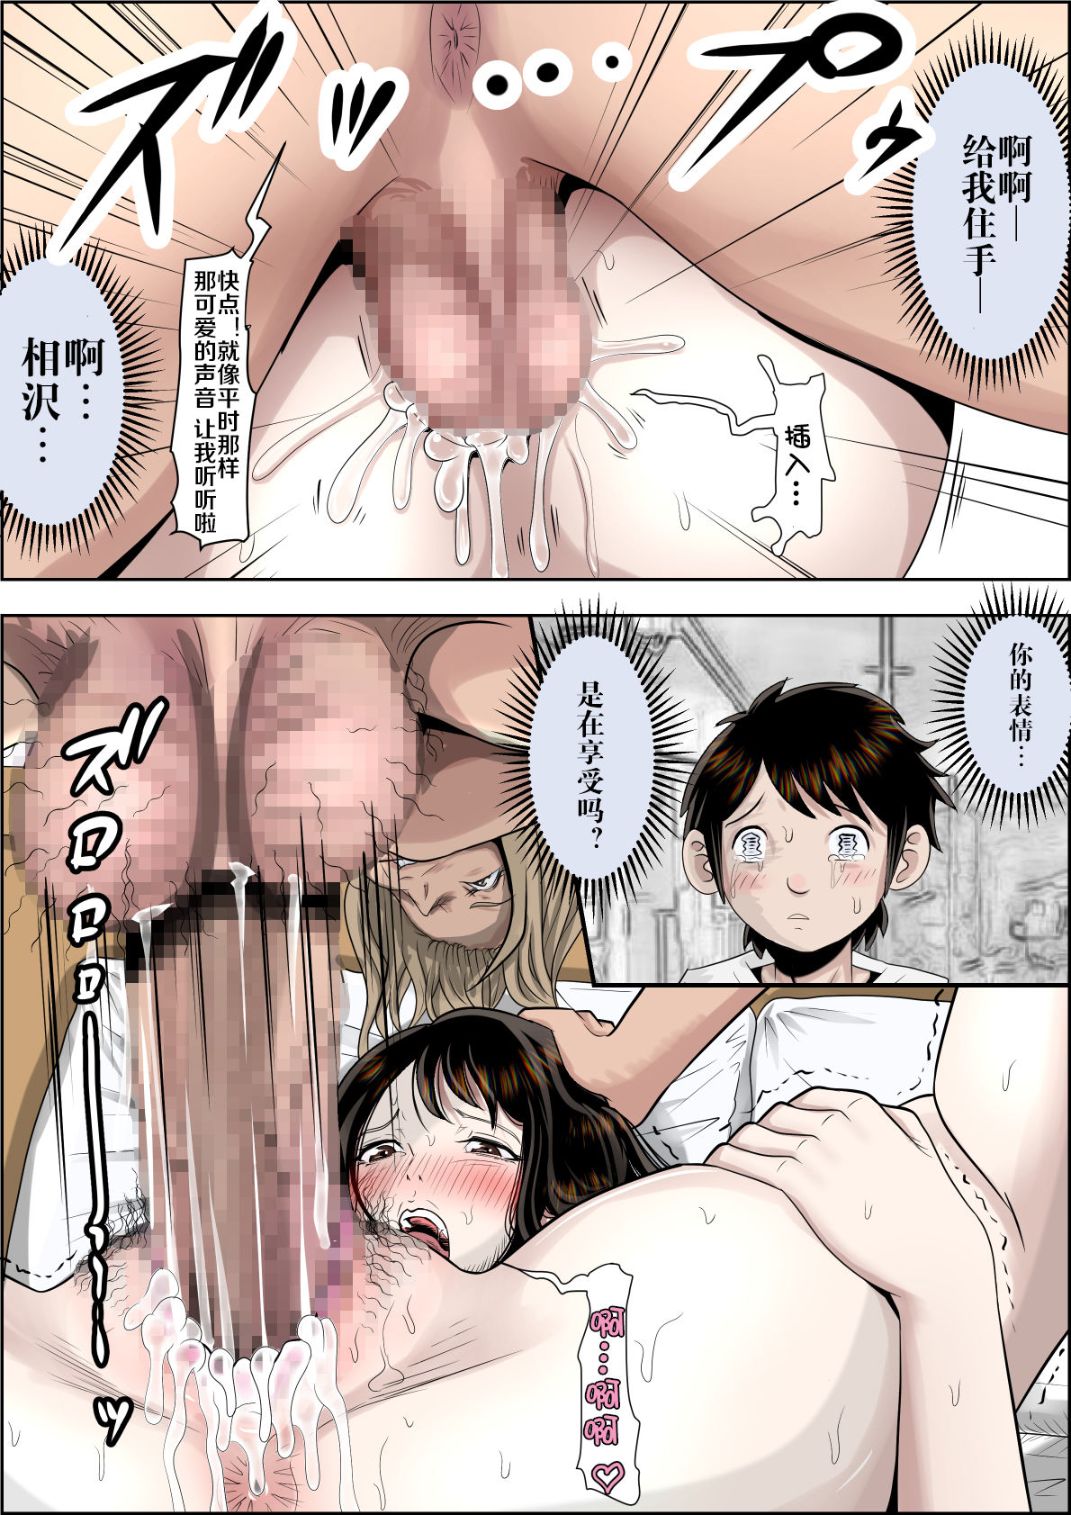 ズッ
プッ
啊啊—
给我住手—
插入…
快点！就像平时那样
那可爱的声音 让我听听啦
啊…
相沢…
你的表情…
是在享受吗？
ズロロロ
ッ
啊…啊啊♡